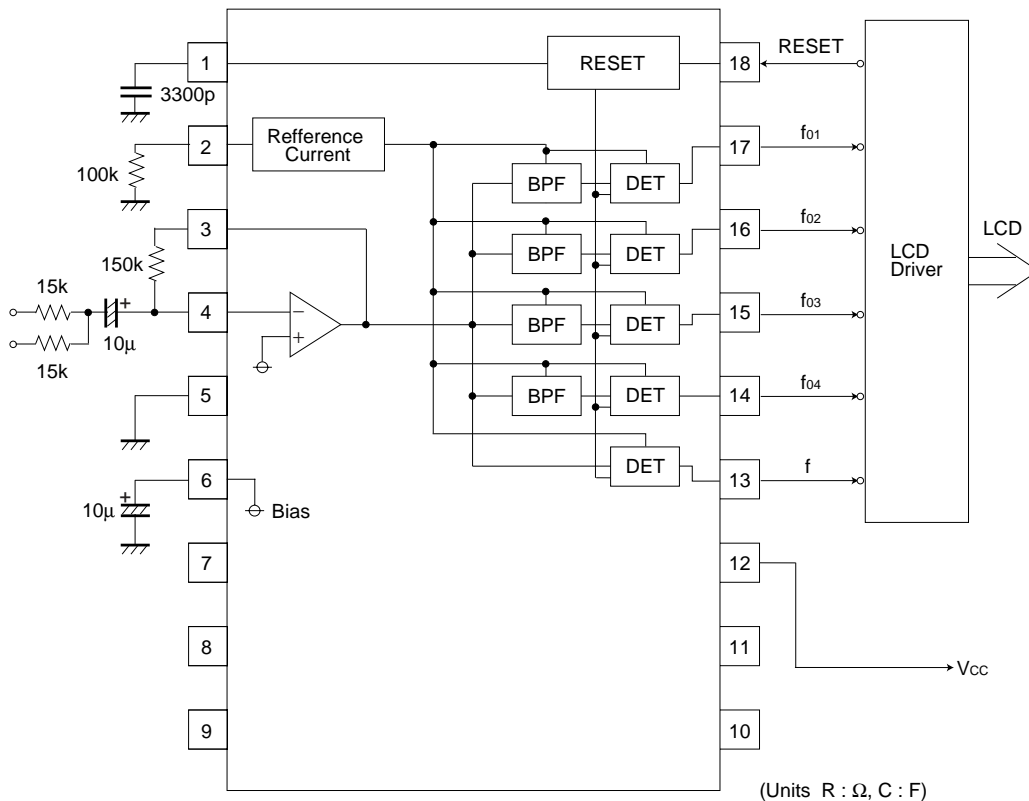 1
RESET
18
RESET
3300p
2
Refference
Current
17
f01
100k
BPF
DET
3
16
f02
150k
BPF
DET
LCD
Driver
LCD
15k
4
−
+
+
10µ
15k
BPF
DET
15
f03
5
BPF
DET
14
f04
6
DET
13
f
+
10µ
Bias
7
12
8
11
VCC
9
10
(Units R : Ω, C : F)